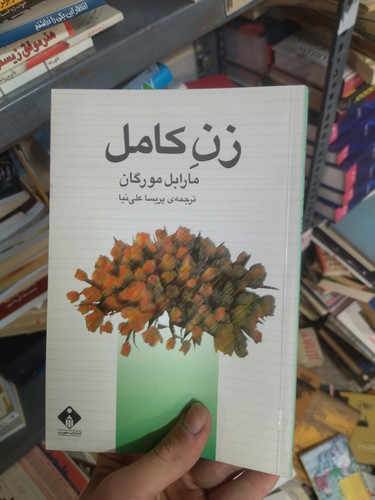 زنِ کامل
مارابل مورگان
ترجمه‌ی پریسا علی‌نیا